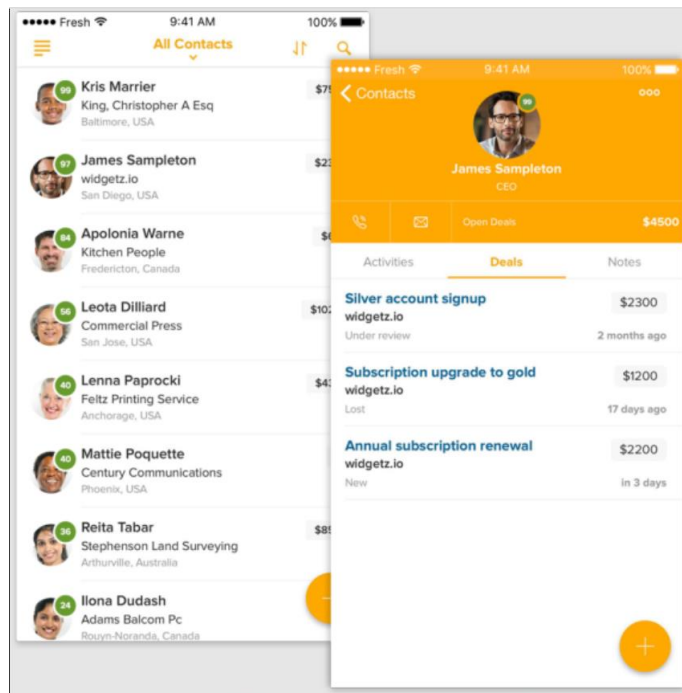 Fresh 9:41 AM 100%
All Contacts
99
Kris Marrier
King, Christopher A Esq
Baltimore, USA
97
James Sampleton
widgetz.io
San Diego, USA
84
Apolonia Warne
Kitchen People
Fredericton, Canada
56
Leota Dilliard
Commercial Press
San Jose, USA
40
Lenna Paprocki
Feltz Printing Service
Anchorage, USA
40
Mattie Poquette
Century Communications
Phoenix, USA
36
Reita Tabar
Stephenson Land Surveying
Arthurville, Australia
24
Ilona Dudash
Adams Balcom Pc
Rouyn-Noranda, Canada
Fresh 9:41 AM 100%
Contacts
99
James Sampleton
CEO
Open Deals $4500
Activities Deals Notes
Silver account signup $2300
widgetz.io
Under review 2 months ago
Subscription upgrade to gold $1200
widgetz.io
Lost 17 days ago
Annual subscription renewal $2200
widgetz.io
New in 3 days